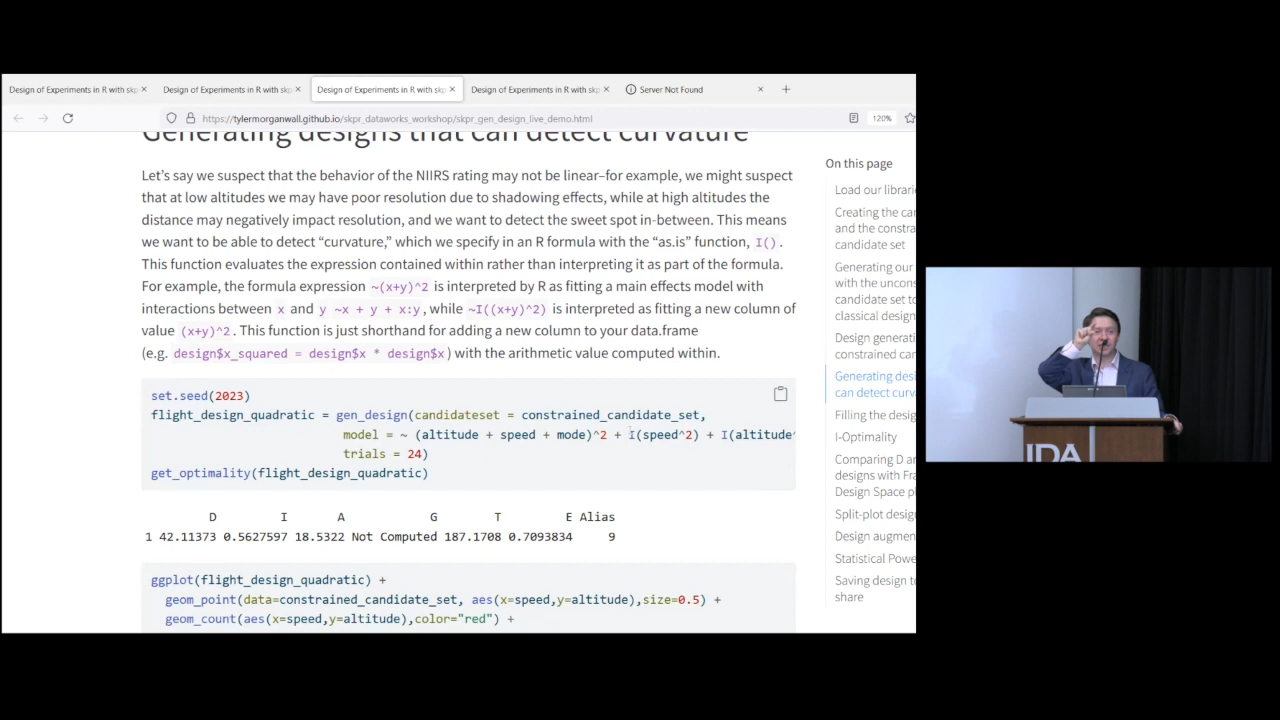 Design of Experiments in R with skp
Design of Experiments in R with skp
Design of Experiments in R with skp
Design of Experiments in R with skp
Server Not Found
https://tylermorganwall.github.io/skpr_dataworks_workshop/skpr_gen_design_live_demo.html
120%
Generating designs that can detect curvature
Let's say we suspect that the behavior of the NIIRS rating may not be linear–for example, we might suspect
that at low altitudes we may have poor resolution due to shadowing effects, while at high altitudes the
distance may negatively impact resolution, and we want to detect the sweet spot in-between. This means
we want to be able to detect “curvature,” which we specify in an R formula with the “as.is” function, I().
This function evaluates the expression contained within rather than interpreting it as part of the formula.
For example, the formula expression ~(x+y)^2 is interpreted by R as fitting a main effects model with
interactions between x and y ~x + y + x:y, while ~I((x+y)^2) is interpreted as fitting a new column of
value (x+y)^2. This function is just shorthand for adding a new column to your data.frame
(e.g. design$x_squared = design$x * design$x) with the arithmetic value computed within.
set.seed(2023)
flight_design_quadratic = gen_design(candidateset = constrained_candidate_set,
model = ~ (altitude + speed + mode)^2 + I(speed^2) + I(altitude^
trials = 24)
get_optimality(flight_design_quadratic)
D I A G T E Alias
1 42.11373 0.5627597 18.5322 Not Computed 187.1708 0.7093834 9
ggplot(flight_design_quadratic) +
geom_point(data=constrained_candidate_set, aes(x=speed,y=altitude),size=0.5) +
geom_count(aes(x=speed,y=altitude),color="red") +
On this page
Load our librari
Creating the car
and the constra
candidate set
Generating our
with the uncons
candidate set to
classical design
Design generati
constrained can
Generating desi
can detect curva
Filling the desig
I-Optimality
Comparing D ar
designs with Fra
Design Space pl
Split-plot desig
Design augmen
Statistical Powe
Saving design to
share
IDA